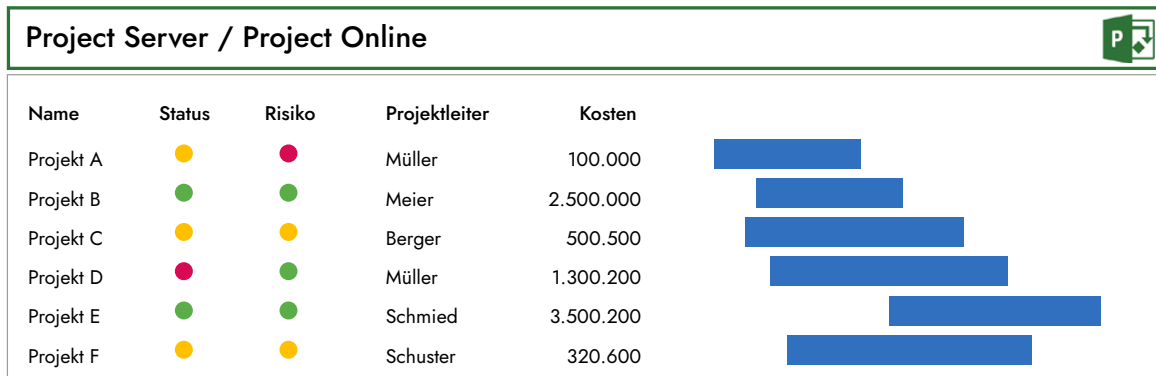 Project Server / Project Online
P
Name Status Risiko Projektleiter Kosten
Projekt A Müller 100.000
Projekt B Meier 2.500.000
Projekt C Berger 500.500
Projekt D Müller 1.300.200
Projekt E Schmied 3.500.200
Projekt F Schuster 320.600